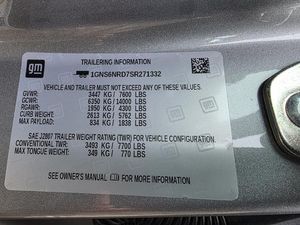 gm
TRAILERING INFORMATION
1GNS6NRD7SR271332
VEHICLE AND TRAILER MUST NOT EXCEED ANY OF THESE VALUES.
GVWR: 3447 KG/ 7600 LBS
GCWR: 6350 KG/ 14000 LBS
RGAWR: 1950 KG/ 4300 LBS
CURB WEIGHT: 2613 KG/ 5762 LBS
MAX PAYLOAD: 834 KG/ 1838 LBS
SAE J2807 TRAILER WEIGHT RATING (TWR) FOR VEHICLE CONFIGURATION.
CONVENTIONAL TWR: 3493 KG/ 7700 LBS
MAX TONGUE WEIGHT: 349 KG/ 770 LBS
SEE OWNER'S MANUAL FOR MORE INFORMATION